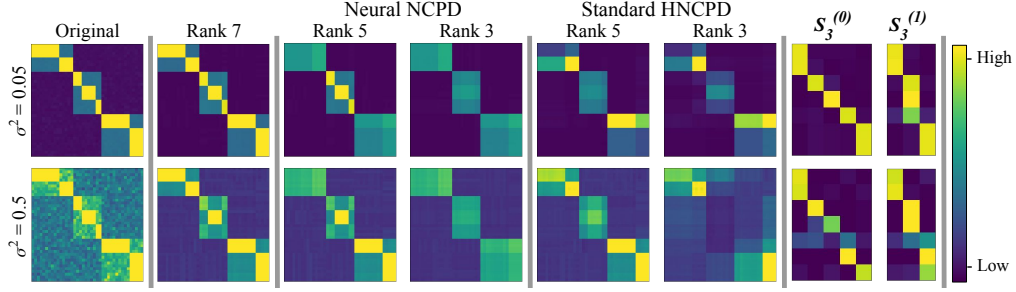 Neural NCPD Standard HNCPD
Original Rank 7 Rank 5 Rank 3 Rank 5 Rank 3 S₃⁽⁰⁾ S₃⁽¹⁾
σ² = 0.05
High
σ² = 0.5
Low